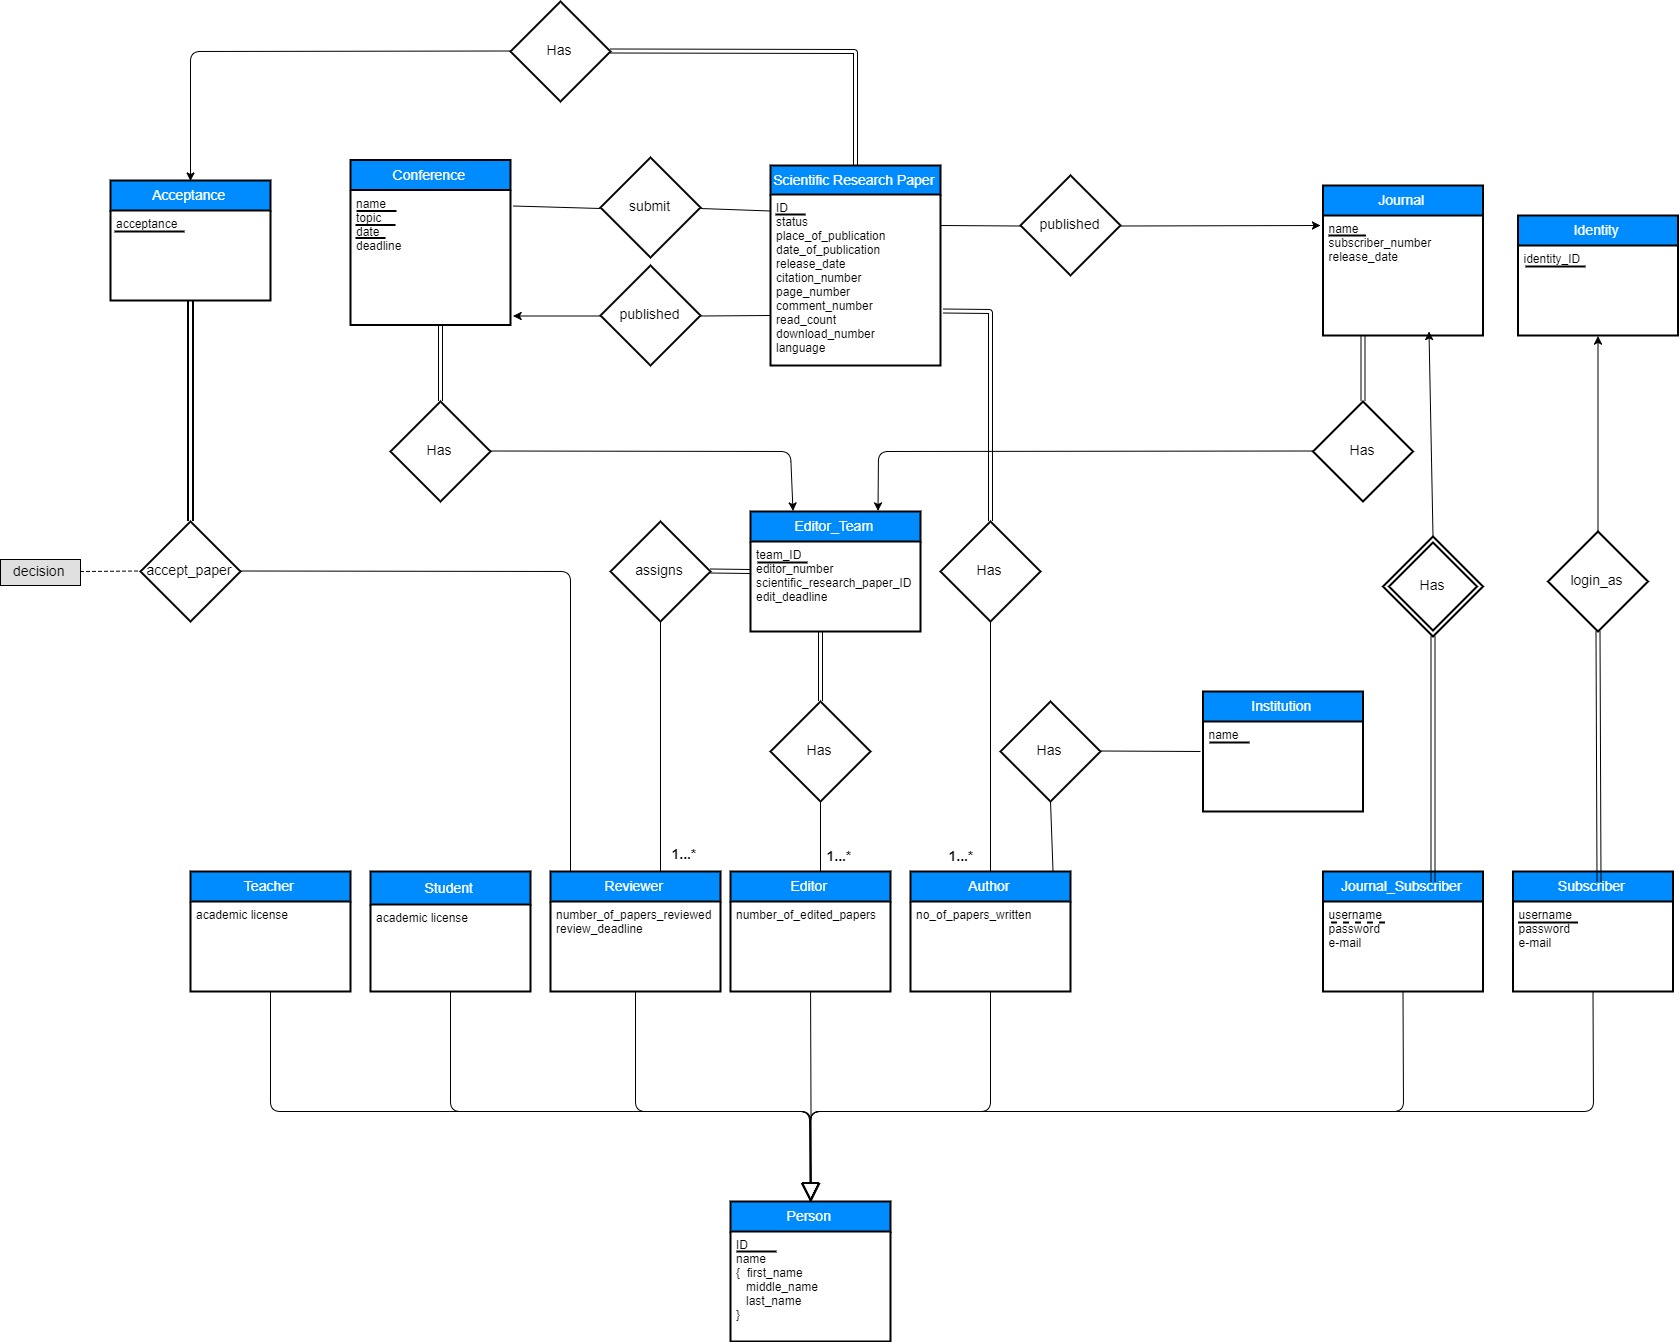 Has
Acceptance
acceptance
Conference
name
topic
date
deadline
submit
published
Scientific Research Paper
ID
status
place_of_publication
date_of_publication
release_date
citation_number
page_number
comment_number
read_count
download_number
language
published
Journal
name
subscriber_number
release_date
Identity
identity_ID
Has
Has
Editor_Team
team_ID
editor_number
scientific_research_paper_ID
edit_deadline
decision
accept_paper
assigns
Has
Has
login_as
Has
Has
Institution
name
1...*
1...*
1...*
Teacher
academic license
Student
academic license
Reviewer
number_of_papers_reviewed
review_deadline
Editor
number_of_edited_papers
Author
no_of_papers_written
Journal_Subscriber
username
password
e-mail
Subscriber
username
password
e-mail
Person
ID
name
{ first_name
middle_name
last_name
}